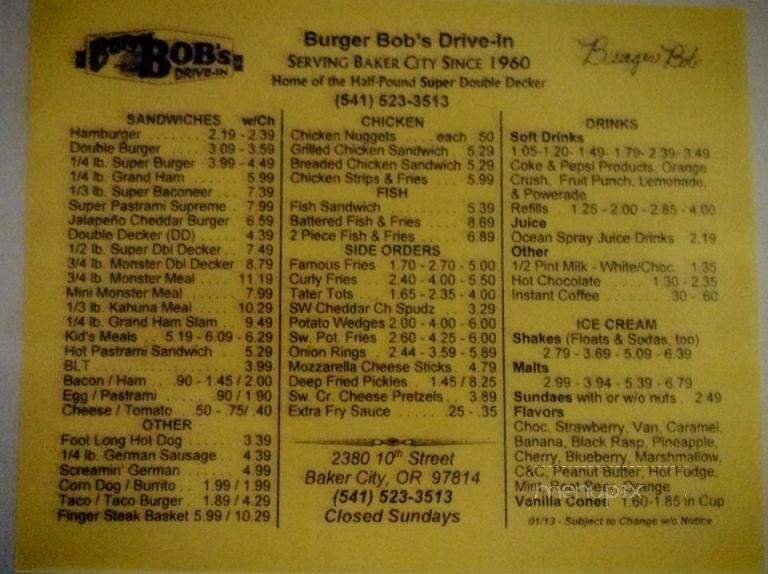 BOB's
DRIVE-IN
Burger Bob's Drive-In
SERVING BAKER CITY SINCE 1960
Home of the Half-Pound Super Double Decker
(541) 523-3513
Burger Bob
SANDWICHES w/Ch
Hamburger 2.19 - 2.39
Double Burger 3.09 - 3.59
1/4 lb. Super Burger 3.99 - 4.49
1/4 lb. Grand Ham 5.99
1/3 lb. Super Baconeer 7.39
Super Pastrami Supreme 7.99
Jalapeño Cheddar Burger 6.59
Double Decker (DD) 4.39
1/2 lb. Super Dbl Decker 7.49
3/4 lb. Monster Dbl Decker 8.79
3/4 lb. Monster Meal 11.19
Mini Monster Meal 7.99
1/3 lb. Kahuna Meal 10.29
1/4 lb. Grand Ham Slam 9.49
Kid's Meals 5.19 - 6.09 - 6.29
Hot Pastrami Sandwich 5.29
BLT 3.99
Bacon / Ham .90 - 1.45 / 2.00
Egg / Pastrami .90 / 1.90
Cheese / Tomato .50 - .75/ .40
OTHER
Foot Long Hot Dog 3.39
1/4 lb. German Sausage 4.39
Screamin' German 4.99
Corn Dog / Burrito 1.99 / 1.99
Taco / Taco Burger 1.89 / 4.29
Finger Steak Basket 5.99 / 10.29
CHICKEN
Chicken Nuggets each .50
Grilled Chicken Sandwich 5.29
Breaded Chicken Sandwich 5.29
Chicken Strips & Fries 5.99
FISH
Fish Sandwich 5.39
Battered Fish & Fries 8.69
2 Piece Fish & Fries 6.89
SIDE ORDERS
Famous Fries 1.70 - 2.70 - 5.00
Curly Fries 2.40 - 4.00 - 5.50
Tater Tots 1.65 - 2.35 - 4.00
SW Cheddar Ch Spudz 3.29
Potato Wedges 2.00 - 4.00 - 6.00
Sw. Pot. Fries 2.60 - 4.25 - 6.00
Onion Rings 2.44 - 3.59 - 5.89
Mozzarella Cheese Sticks 4.79
Deep Fried Pickles 1.45 / 8.25
Sw. Cr. Cheese Pretzels 3.89
Extra Fry Sauce .25 - .35
2380 10th Street
Baker City, OR 97814
(541) 523-3513
Closed Sundays
DRINKS
Soft Drinks
1.05-1.20- 1.49- 1.79- 2.39- 3.49
Coke & Pepsi Products, Orange
Crush, Fruit Punch, Lemonade,
& Powerade
Refills 1.25 - 2.00 - 2.85 - 4.00
Juice
Ocean Spray Juice Drinks 2.19
Other
1/2 Pint Milk - White/Choc. 1.35
Hot Chocolate 1.30 - 2.35
Instant Coffee .30 - .60
ICE CREAM
Shakes (Floats & Sodas, too)
2.79 - 3.69 - 5.09 - 6.39
Malts
2.99 - 3.94 - 5.39 - 6.79
Sundaes with or w/o nuts 2.49
Flavors
Choc, Strawberry, Van, Caramel,
Banana, Black Rasp, Pineapple,
Cherry, Blueberry, Marshmallow,
C&C, Peanut Butter, Hot Fudge,
Mint, Root Beer, Orange
Vanilla Cones 1.60-1.85 in Cup
01/13 - Subject to Change w/o Notice
menupix